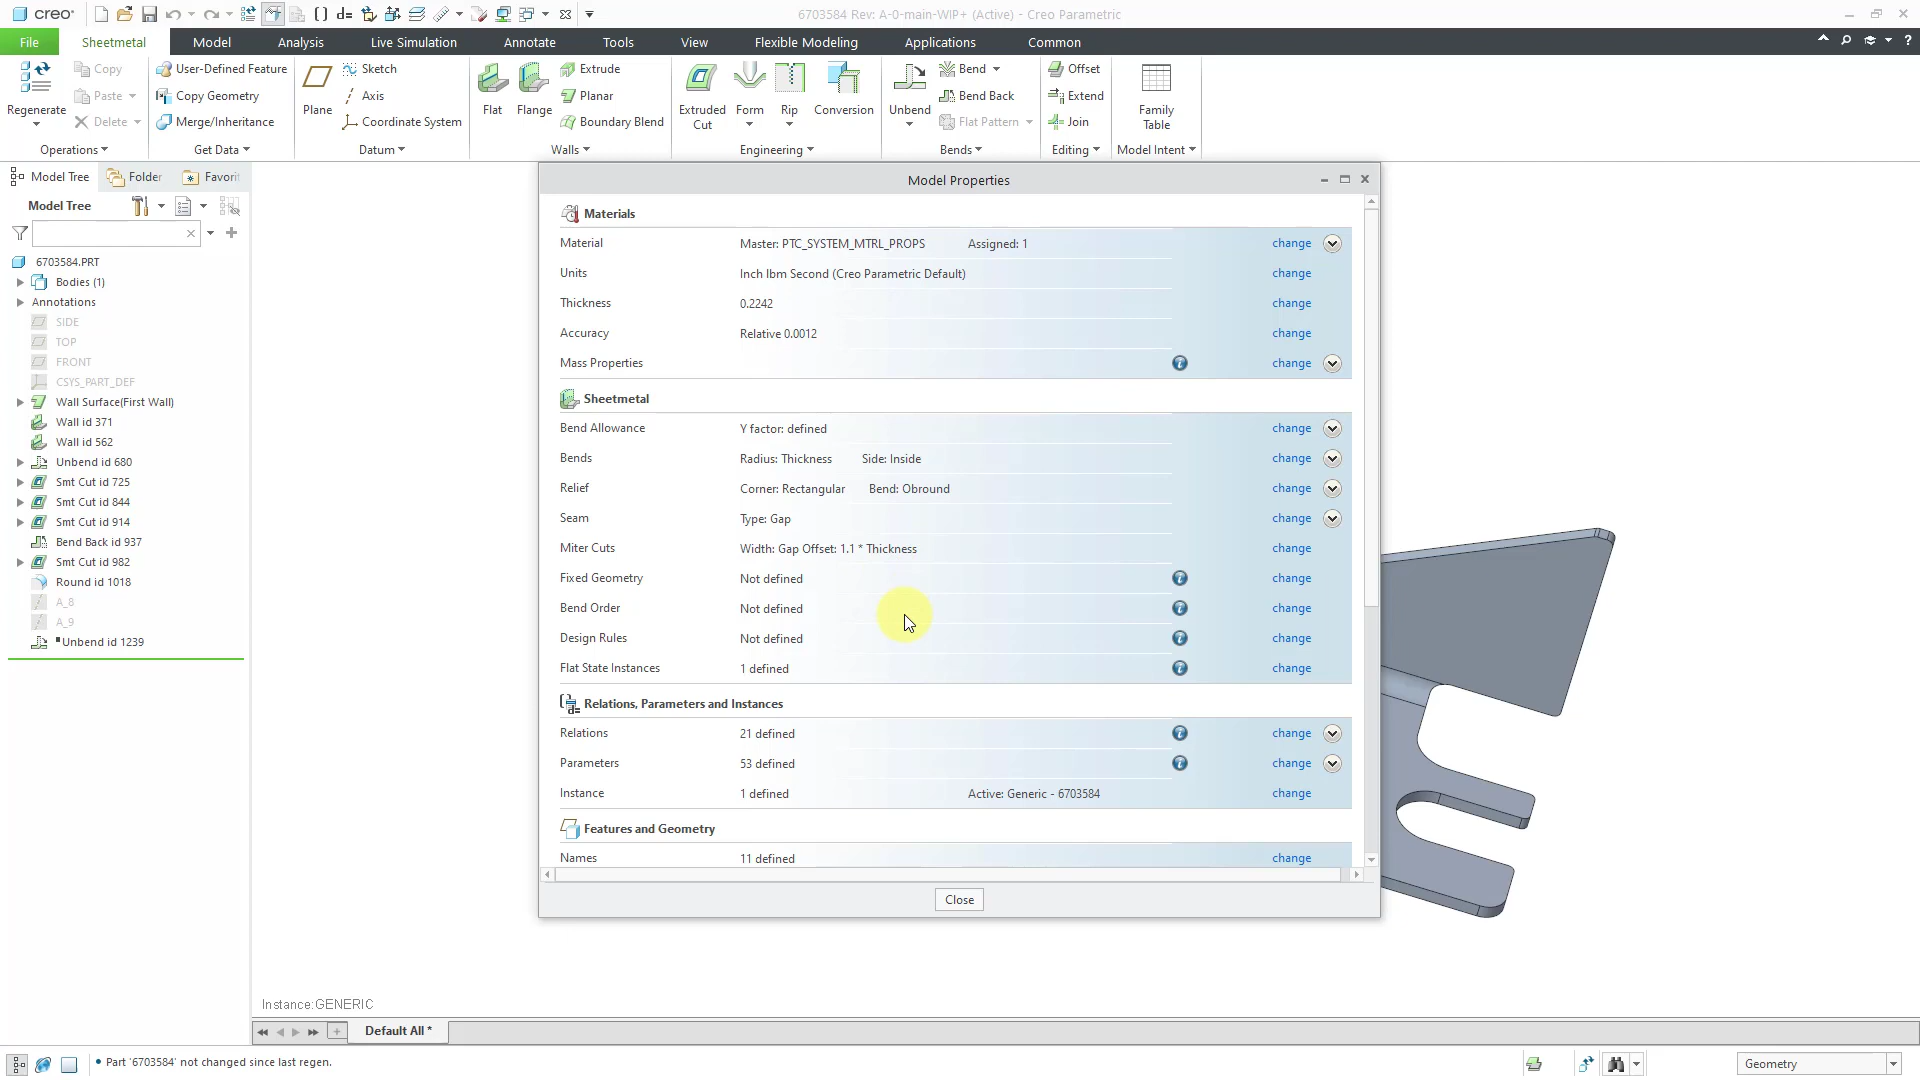 creo
6703584 Rev: A-0-main-WIP+ (Active) - Creo Parametric
File Sheetmetal Model Analysis Live Simulation Annotate Tools View Flexible Modeling Applications Common
Regenerate
Copy
Paste
Delete
Operations
User-Defined Feature
Copy Geometry
Merge/Inheritance
Get Data
Plane
Sketch
Axis
Coordinate System
Datum
Flat
Flange
Extrude
Planar
Boundary Blend
Walls
Extruded Cut
Form
Rip
Conversion
Engineering
Unbend
Bend
Bend Back
Flat Pattern
Bends
Offset
Extend
Join
Editing
Family Table
Model Intent
Model Tree Folder Favorit
Model Tree
6703584.PRT
Bodies (1)
Annotations
SIDE
TOP
FRONT
CSYS_PART_DEF
Wall Surface(First Wall)
Wall id 371
Wall id 562
Unbend id 680
Smt Cut id 725
Smt Cut id 844
Smt Cut id 914
Bend Back id 937
Smt Cut id 982
Round id 1018
A_8
A_9
Unbend id 1239
Model Properties
Materials
Material Master: PTC_SYSTEM_MTRL_PROPS Assigned: 1 change
Units Inch lbm Second (Creo Parametric Default) change
Thickness 0.2242 change
Accuracy Relative 0.0012 change
Mass Properties change
Sheetmetal
Bend Allowance Y factor: defined change
Bends Radius: Thickness Side: Inside change
Relief Corner: Rectangular Bend: Obround change
Seam Type: Gap change
Miter Cuts Width: Gap Offset: 1.1 * Thickness change
Fixed Geometry Not defined change
Bend Order Not defined change
Design Rules Not defined change
Flat State Instances 1 defined change
Relations, Parameters and Instances
Relations 21 defined change
Parameters 53 defined change
Instance 1 defined Active: Generic - 6703584 change
Features and Geometry
Names 11 defined change
Close
Instance:GENERIC
Default All *
Part '6703584' not changed since last regen.
Geometry